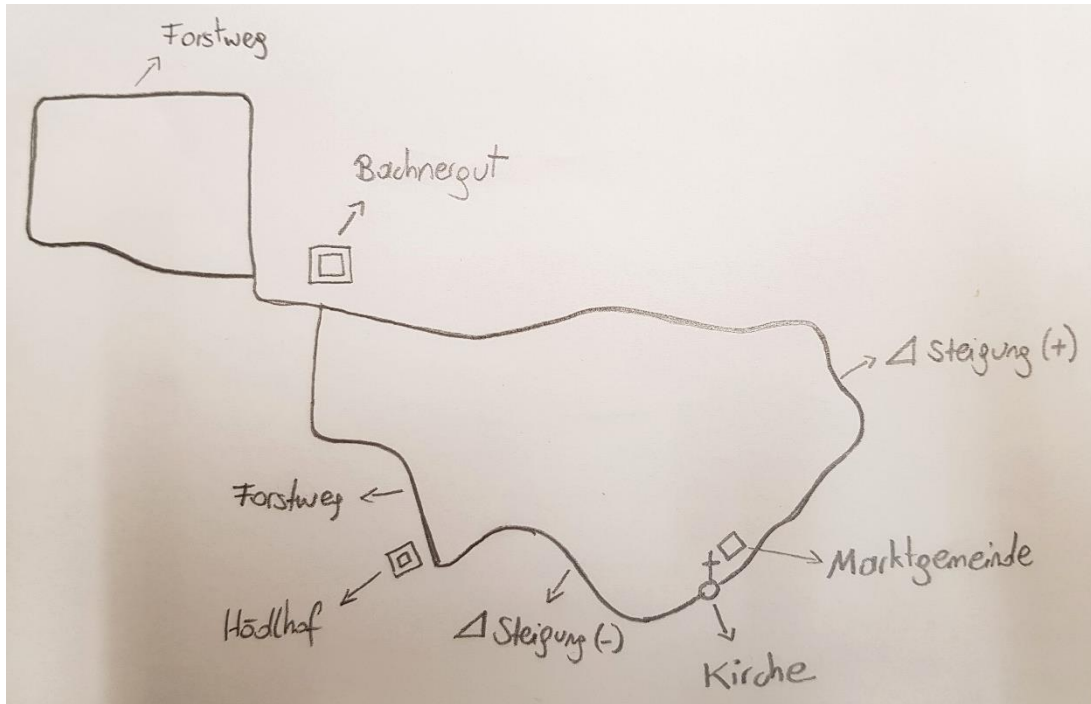 Forstweg
Bachnergut
⊿ Steigung (+)
Forstweg
Marktgemeinde
Hödlhof
⊿ Steigung (-)
Kirche